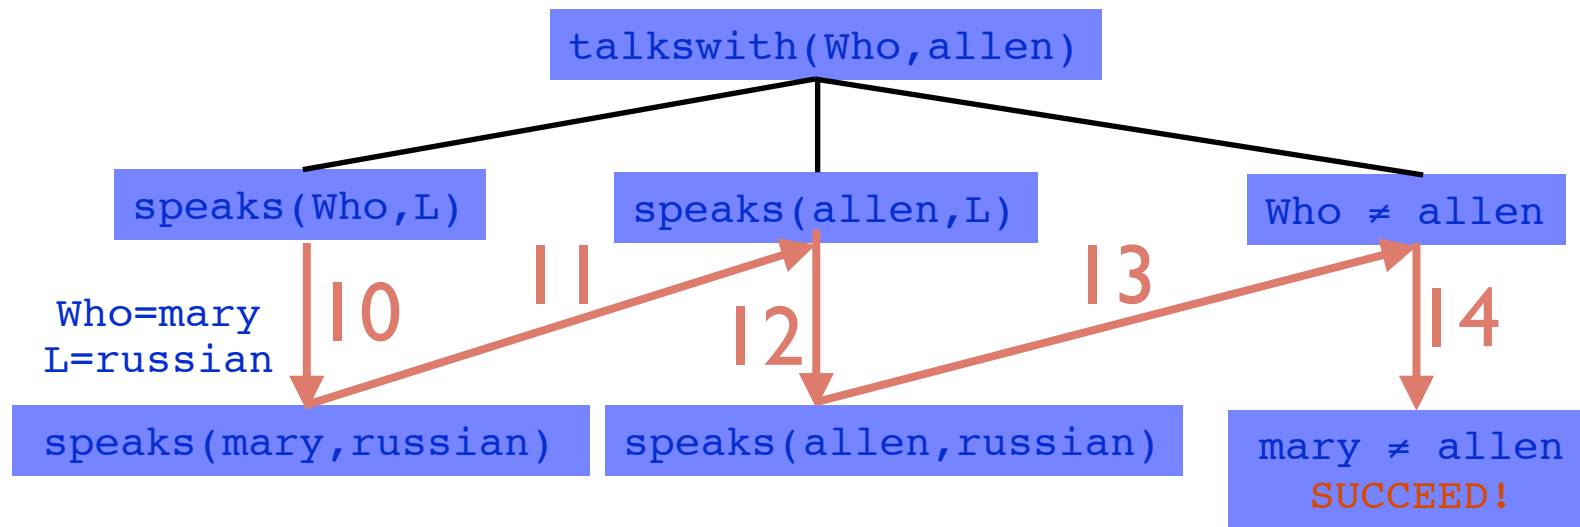 talkswith(Who,allen)
speaks(Who,L)
speaks(allen,L)
Who ≠ allen
11
13
10
12
14
Who=mary
L=russian
speaks(mary,russian)
speaks(allen,russian)
mary ≠ allen
SUCCEED!